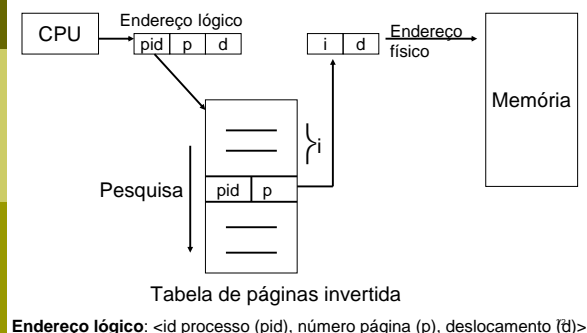 CPU
Endereço lógico
pid p d
i d
Endereço
físico
Memória
i
Pesquisa
pid p
Tabela de páginas invertida
Endereço lógico: <id processo (pid), número página (p), deslocamento (d)>